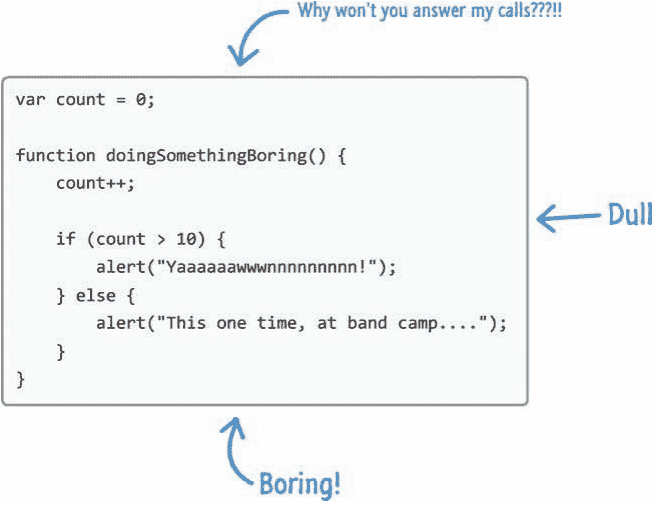 Why won't you answer my calls???!!
var count = 0;
function doingSomethingBoring() {
count++;
if (count > 10) {
alert("Yaaaaaawwwnnnnnnnnn!");
} else {
alert("This one time, at band camp....");
}
}
Dull
Boring!